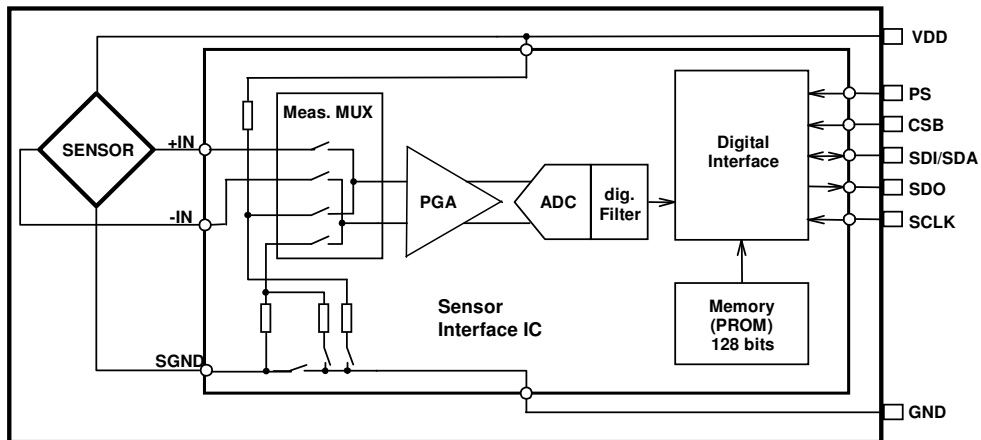 VDD
PS
Meas. MUX
CSB
+IN
SENSOR
Digital
Interface
SDI/SDA
PGA
ADC
dig.
Filter
SDO
-IN
SCLK
Sensor
Interface IC
Memory
(PROM)
128 bits
SGND
GND